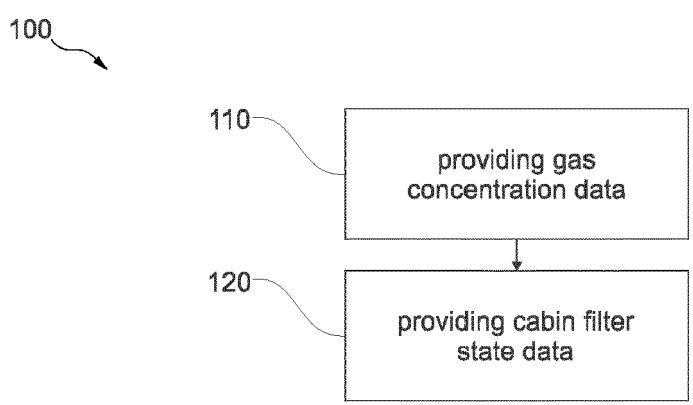 100
110
providing gas
concentration data
120
providing cabin filter
state data